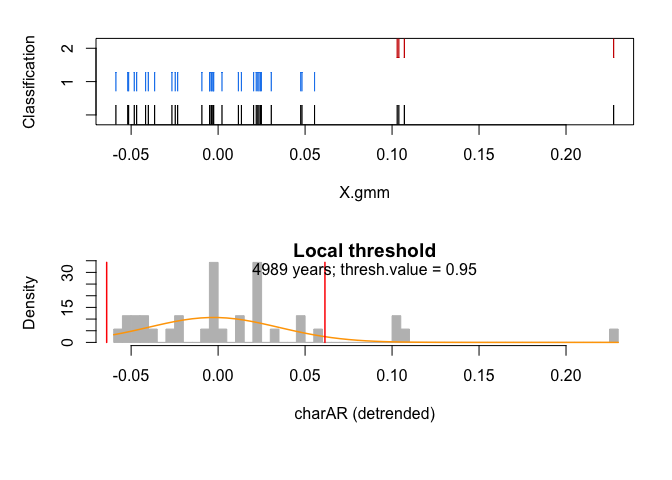 Classification
2
1
-0.05 0.00 0.05 0.10 0.15 0.20
X.gmm
Local threshold
4989 years; thresh.value = 0.95
Density
30
15
0
-0.05 0.00 0.05 0.10 0.15 0.20
charAR (detrended)